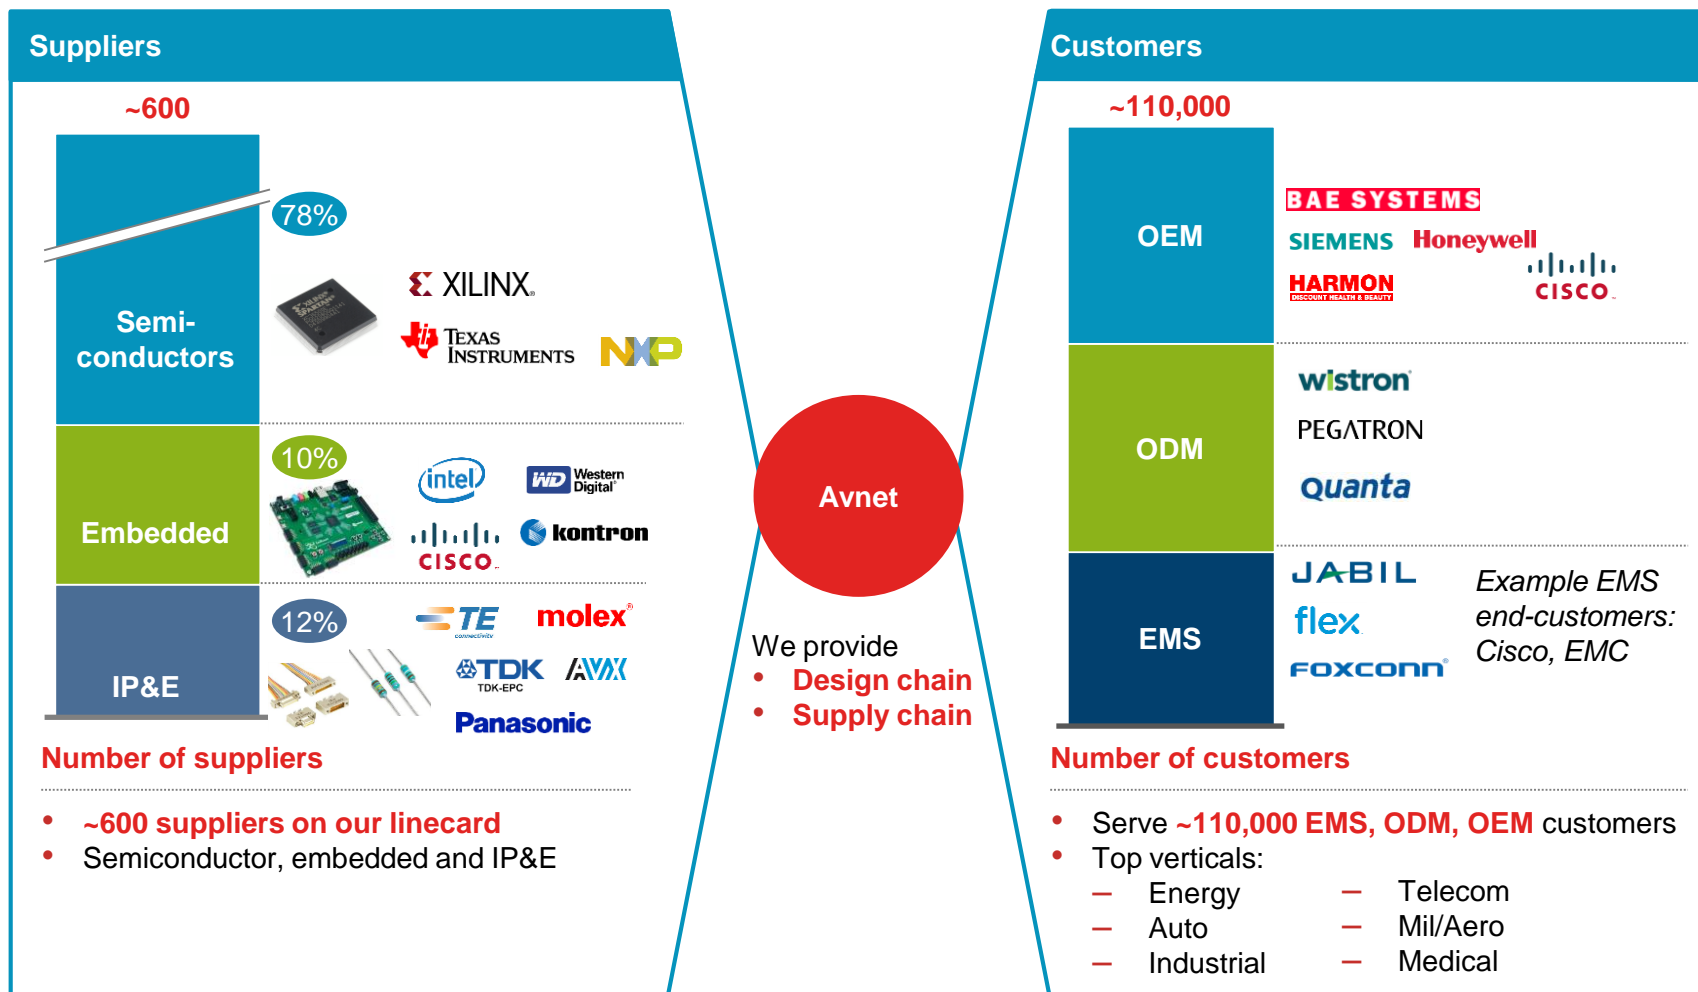 Suppliers
~600
78%
Semi-
conductors
XILINX
TEXAS
INSTRUMENTS
NXP
10%
Embedded
intel
WD Western
Digital
CISCO
kontron
12%
IP&E
TE
connectivity
molex
TDK
TDK-EPC
AVX
Panasonic
Number of suppliers
• ~600 suppliers on our linecard
• Semiconductor, embedded and IP&E
Avnet
We provide
• Design chain
• Supply chain
Customers
~110,000
OEM
BAE SYSTEMS
SIEMENS
Honeywell
HARMON
DISCOUNT HEALTH & BEAUTY
CISCO
ODM
wistron
PEGATRON
Quanta
EMS
JABIL
flex
FOXCONN
Example EMS
end-customers:
Cisco, EMC
Number of customers
• Serve ~110,000 EMS, ODM, OEM customers
• Top verticals:
– Energy
– Auto
– Industrial
– Telecom
– Mil/Aero
– Medical